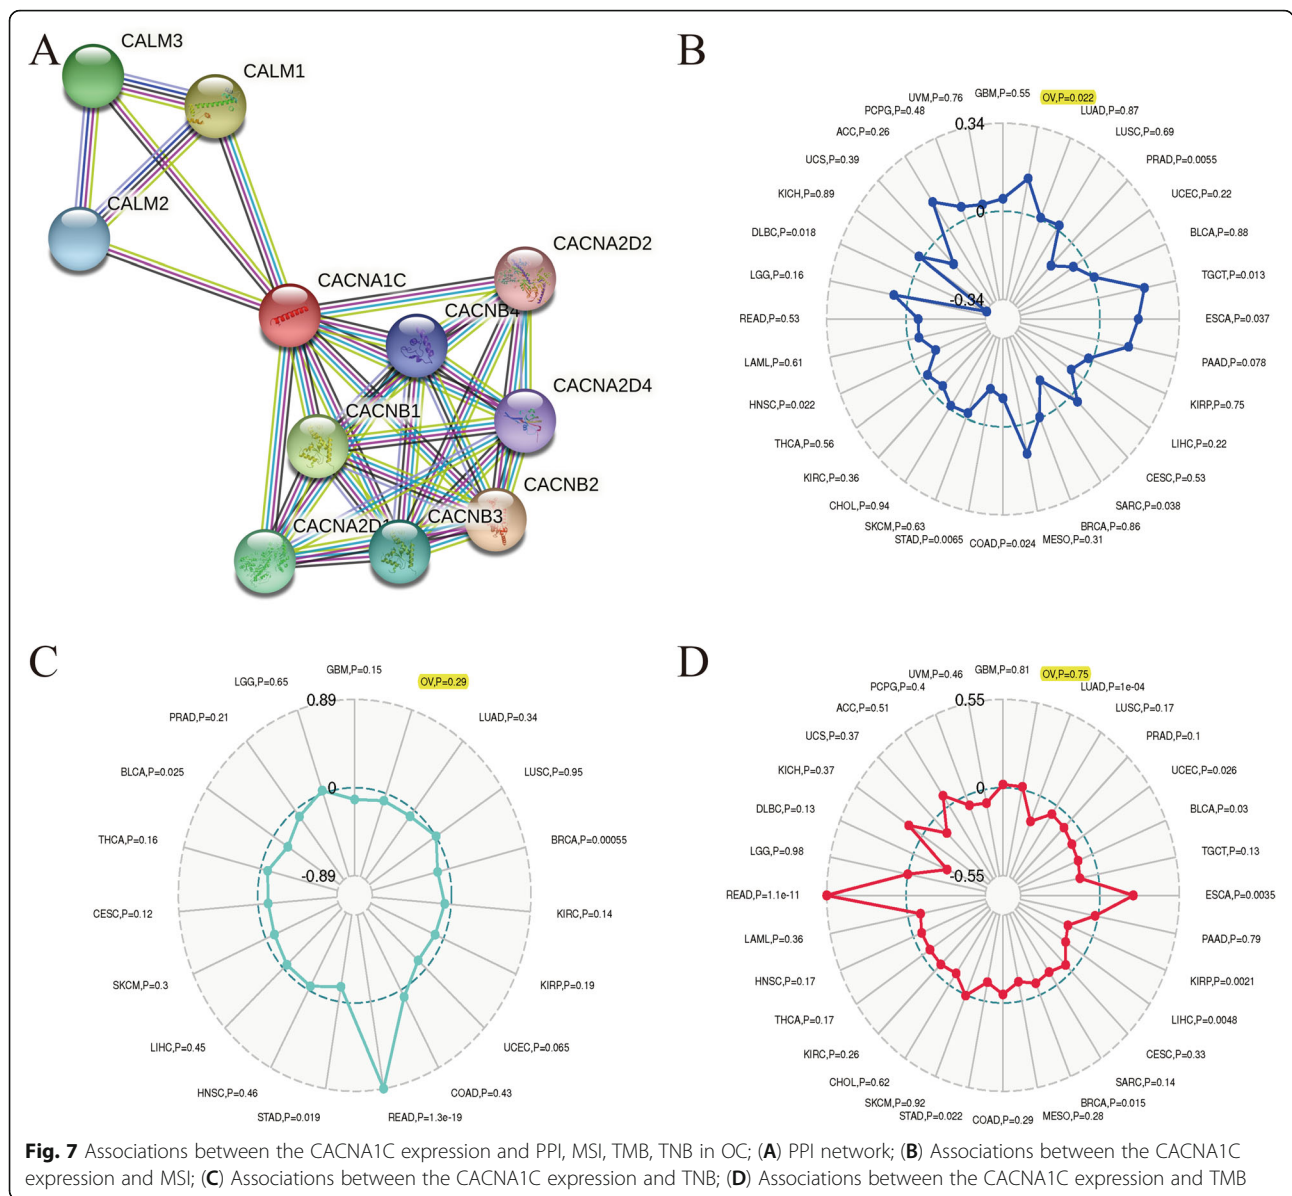 A
CALM3
CALM1
CALM2
CACNA1C
CACNA2D2
CACNB4
CACNA2D4
CACNB1
CACNB2
CACNA2D1
CACNB3
B
GBM,P=0.55
OV,P=0.022
LUAD,P=0.87
LUSC,P=0.69
PRAD,P=0.0055
UCEC,P=0.22
BLCA,P=0.88
TGCT,P=0.013
ESCA,P=0.037
PAAD,P=0.078
KIRP,P=0.75
LIHC,P=0.22
CESC,P=0.53
SARC,P=0.038
BRCA,P=0.86
MESO,P=0.31
COAD,P=0.024
STAD,P=0.0065
SKCM,P=0.63
CHOL,P=0.94
KIRC,P=0.36
THCA,P=0.56
HNSC,P=0.022
LAML,P=0.61
READ,P=0.53
LGG,P=0.16
DLBC,P=0.018
KICH,P=0.89
UCS,P=0.39
ACC,P=0.26
PCPG,P=0.48
UVM,P=0.76
0.34
0
-0.34
C
GBM,P=0.15
OV,P=0.29
LUAD,P=0.34
LUSC,P=0.95
BRCA,P=0.00055
KIRC,P=0.14
KIRP,P=0.19
UCEC,P=0.065
COAD,P=0.43
READ,P=1.3e-19
STAD,P=0.019
HNSC,P=0.46
LIHC,P=0.45
SKCM,P=0.3
CESC,P=0.12
THCA,P=0.16
BLCA,P=0.025
PRAD,P=0.21
LGG,P=0.65
0.89
0
-0.89
D
GBM,P=0.81
OV,P=0.75
LUAD,P=1e-04
LUSC,P=0.17
PRAD,P=0.1
UCEC,P=0.026
BLCA,P=0.03
TGCT,P=0.13
ESCA,P=0.0035
PAAD,P=0.79
KIRP,P=0.0021
LIHC,P=0.0048
CESC,P=0.33
SARC,P=0.14
BRCA,P=0.015
MESO,P=0.28
COAD,P=0.29
STAD,P=0.022
SKCM,P=0.92
CHOL,P=0.62
KIRC,P=0.26
THCA,P=0.17
HNSC,P=0.17
LAML,P=0.36
READ,P=1.1e-11
LGG,P=0.98
DLBC,P=0.13
KICH,P=0.37
UCS,P=0.37
ACC,P=0.51
PCPG,P=0.4
UVM,P=0.46
0.55
0
-0.55
Fig. 7 Associations between the CACNA1C expression and PPI, MSI, TMB, TNB in OC; (A) PPI network; (B) Associations between the CACNA1C
expression and MSI; (C) Associations between the CACNA1C expression and TNB; (D) Associations between the CACNA1C expression and TMB